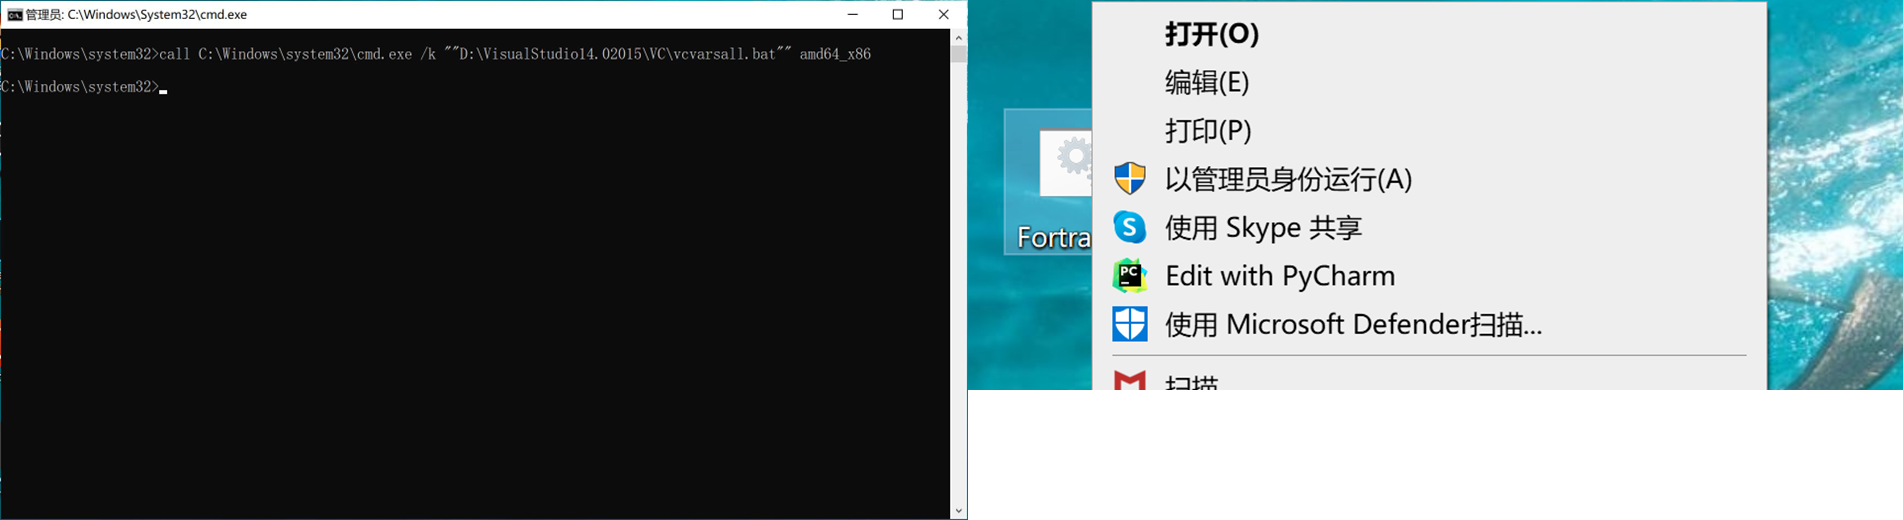 管理员: C:\Windows\System32\cmd.exe
C:\Windows\system32>call C:\Windows\system32\cmd.exe /k ""D:\VisualStudio14.02015\VC\vcvarsall.bat"" amd64_x86
C:\Windows\system32>
Fortra
打开(O)
编辑(E)
打印(P)
以管理员身份运行(A)
使用 Skype 共享
Edit with PyCharm
使用 Microsoft Defender扫描...
扫描